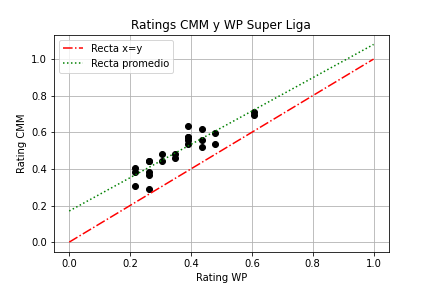 Ratings CMM y WP Super Liga
Recta x=y
Recta promedio
Rating CMM
1.0
0.8
0.6
0.4
0.2
0.0
0.0 0.2 0.4 0.6 0.8 1.0
Rating WP